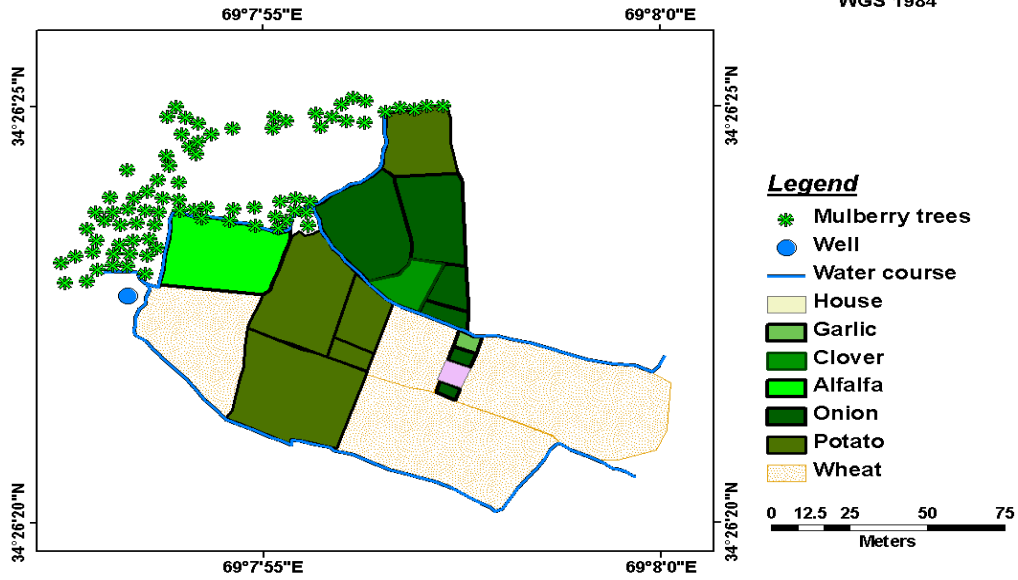 WGS 1984
69°7'55"E
69°8'0"E
34°26'25"N
34°26'25"N
Legend
Mulberry trees
Well
Water course
House
Garlic
Clover
Alfalfa
Onion
Potato
Wheat
34°26'20"N
34°26'20"N
0 12.5 25 50 75
Meters
69°7'55"E
69°8'0"E